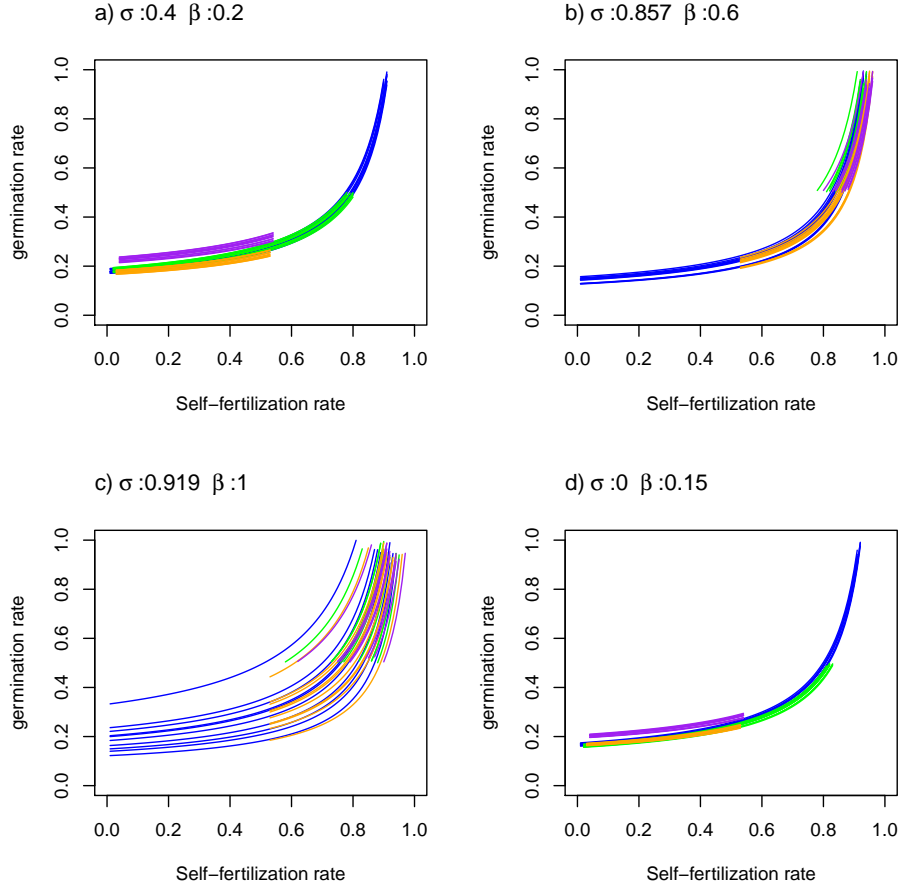 a) σ :0.4 β :0.2
b) σ :0.857 β :0.6
germination rate
1.0
0.8
0.6
0.4
0.2
0.0
0.0 0.2 0.4 0.6 0.8 1.0
Self−fertilization rate
germination rate
1.0
0.8
0.6
0.4
0.2
0.0
0.0 0.2 0.4 0.6 0.8 1.0
Self−fertilization rate
c) σ :0.919 β :1
d) σ :0 β :0.15
germination rate
1.0
0.8
0.6
0.4
0.2
0.0
0.0 0.2 0.4 0.6 0.8 1.0
Self−fertilization rate
germination rate
1.0
0.8
0.6
0.4
0.2
0.0
0.0 0.2 0.4 0.6 0.8 1.0
Self−fertilization rate